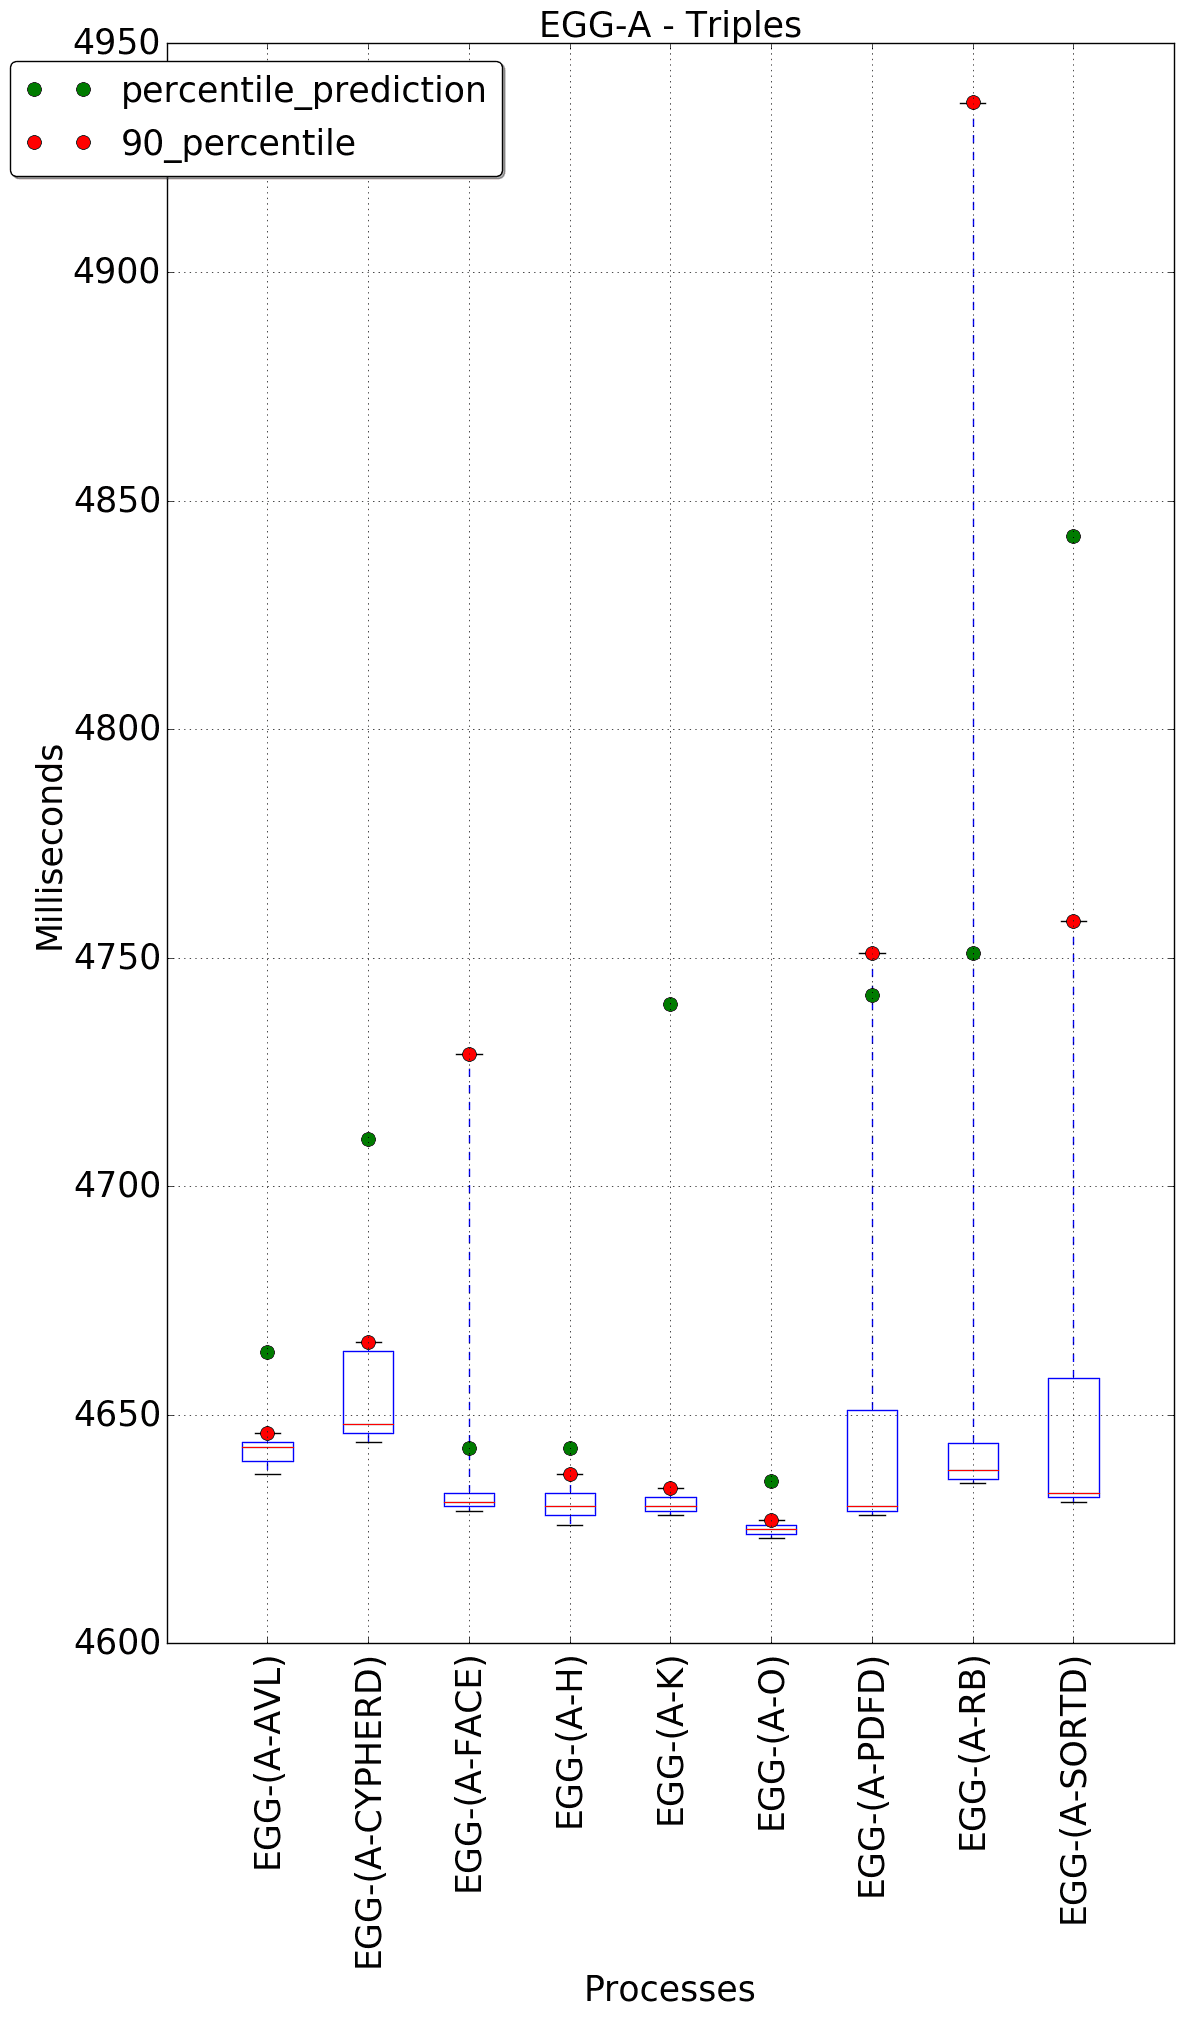 EGG-A - Triples
percentile_prediction
90_percentile
4950
4900
4850
4800
4750
4700
4650
4600
Milliseconds
EGG-(A-AVL)
EGG-(A-CYPHERD)
EGG-(A-FACE)
EGG-(A-H)
EGG-(A-K)
EGG-(A-O)
EGG-(A-PDFD)
EGG-(A-RB)
EGG-(A-SORTD)
Processes